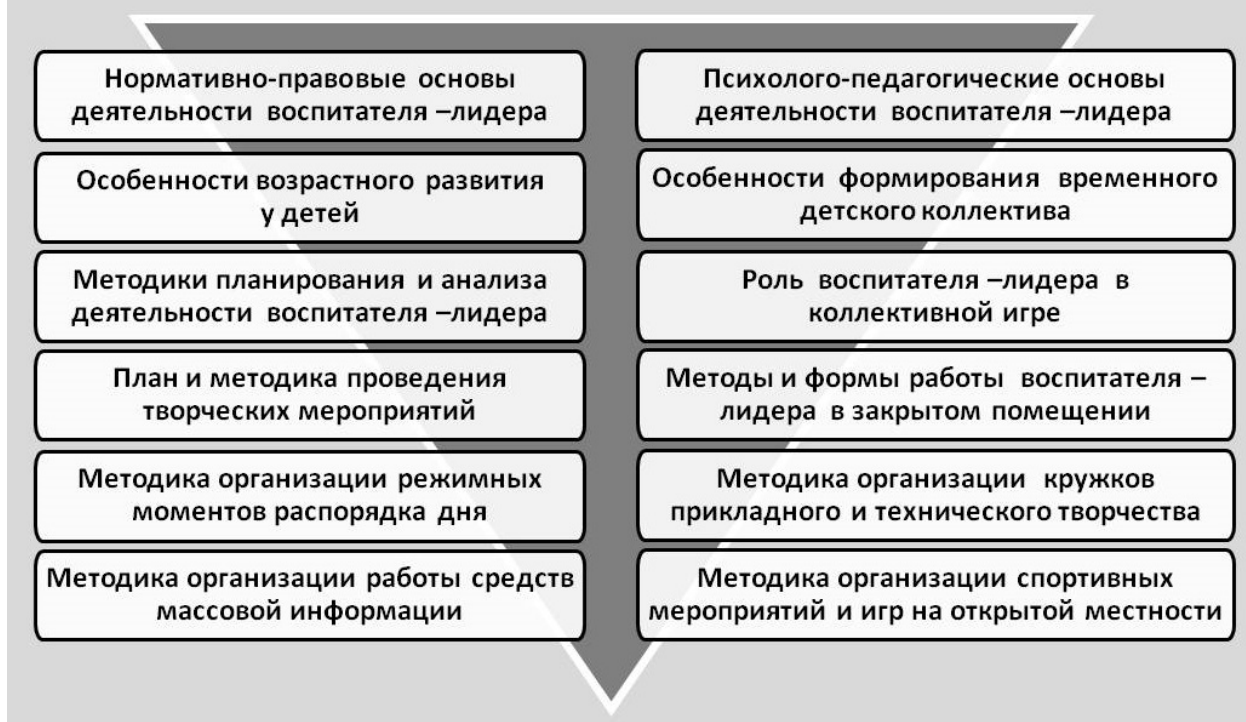 Нормативно-правовые основы
деятельности воспитателя –лидера
Психолого-педагогические основы
деятельности воспитателя –лидера
Особенности возрастного развития
у детей
Особенности формирования временного
детского коллектива
Методики планирования и анализа
деятельности воспитателя –лидера
Роль воспитателя –лидера в
коллективной игре
План и методика проведения
творческих мероприятий
Методы и формы работы воспитателя –
лидера в закрытом помещении
Методика организации режимных
моментов распорядка дня
Методика организации кружков
прикладного и технического творчества
Методика организации работы средств
массовой информации
Методика организации спортивных
мероприятий и игр на открытой местности